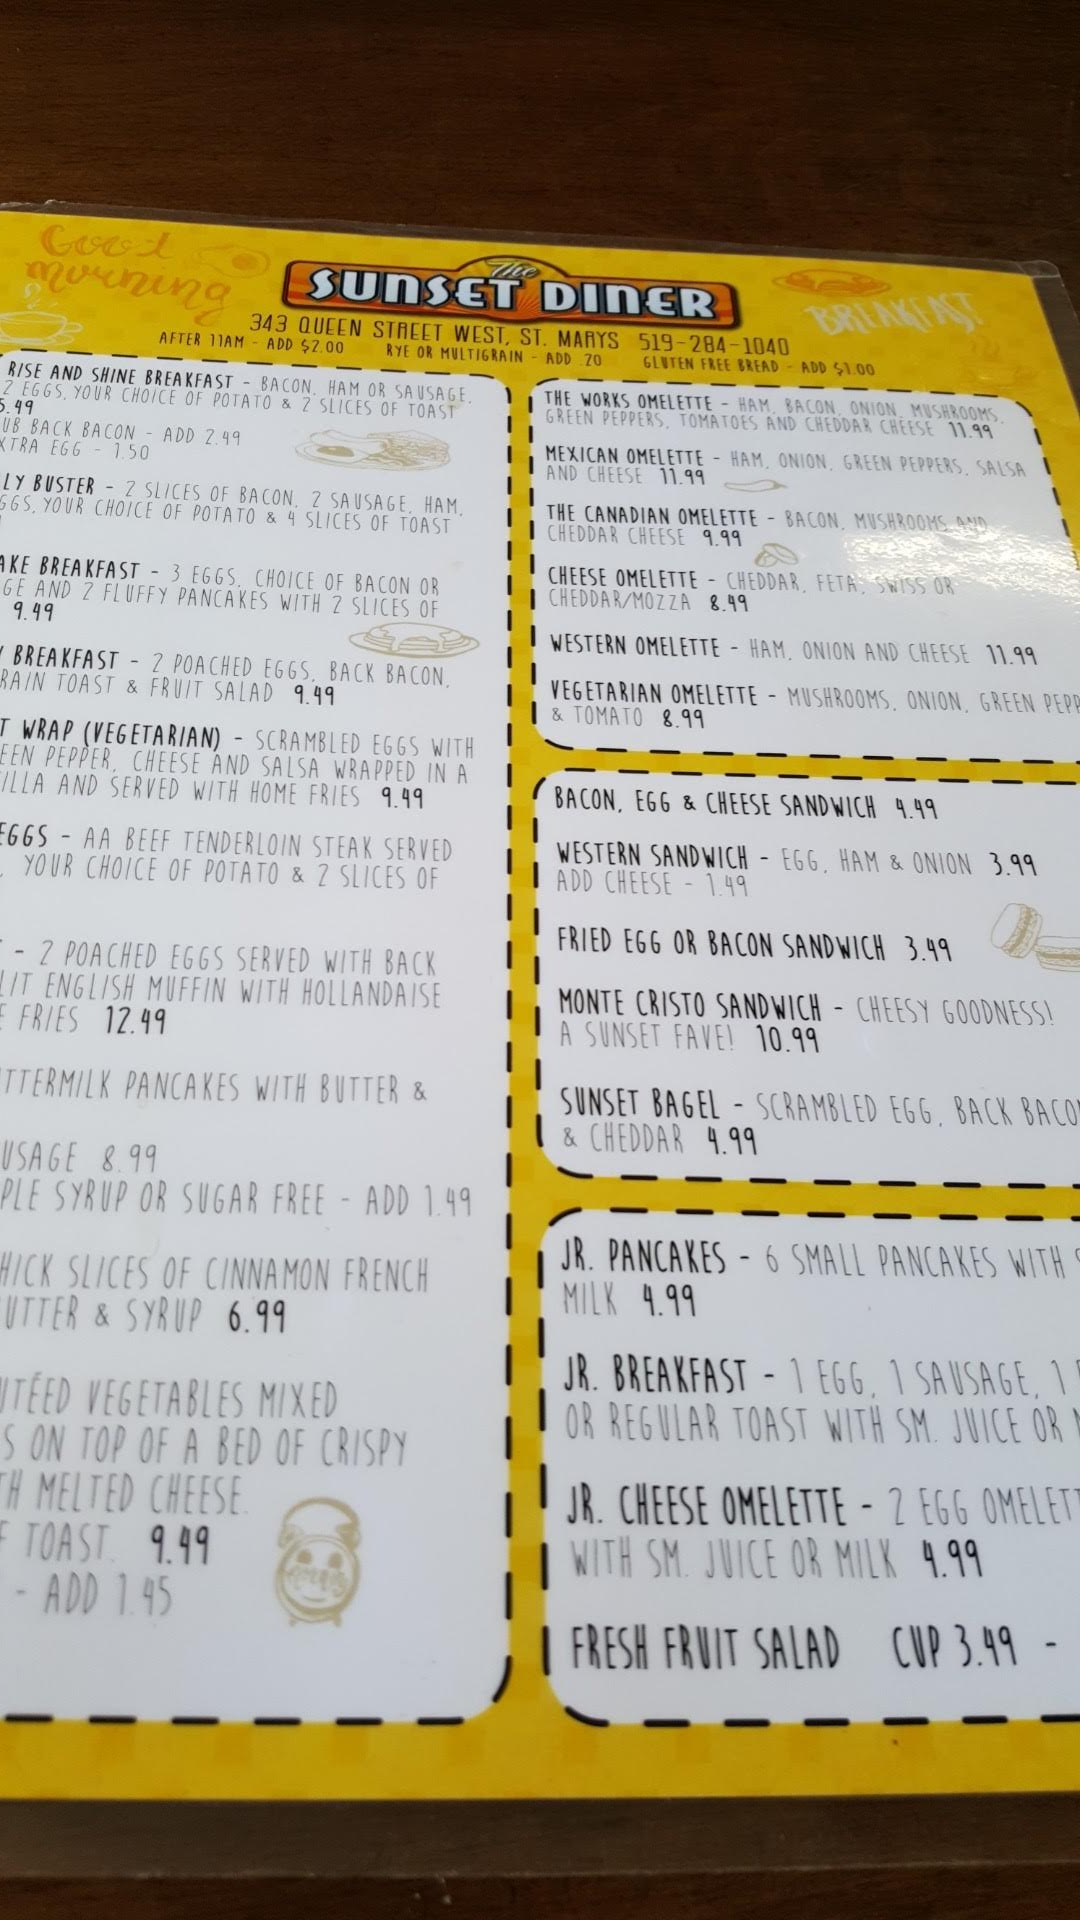 Good
morning
The
SUNSET DINER
BREAKFAST
343 QUEEN STREET WEST, ST. MARYS 519-284-1040
AFTER 11AM - ADD $2.00 RYE OR MULTIGRAIN - ADD .20 GLUTEN FREE BREAD - ADD $1.00
RISE AND SHINE BREAKFAST - BACON, HAM OR SAUSAGE,
2 EGGS, YOUR CHOICE OF POTATO & 2 SLICES OF TOAST
5.49
UB BACK BACON - ADD 2.49
XTRA EGG - 1.50
LY BUSTER - 2 SLICES OF BACON, 2 SAUSAGE, HAM,
GGS, YOUR CHOICE OF POTATO & 4 SLICES OF TOAST
AKE BREAKFAST - 3 EGGS, CHOICE OF BACON OR
GE AND 2 FLUFFY PANCAKES WITH 2 SLICES OF
9.49
BREAKFAST - 2 POACHED EGGS, BACK BACON,
RAIN TOAST & FRUIT SALAD 9.49
T WRAP (VEGETARIAN) - SCRAMBLED EGGS WITH
EEN PEPPER, CHEESE AND SALSA WRAPPED IN A
ILLA AND SERVED WITH HOME FRIES 9.49
EGGS - AA BEEF TENDERLOIN STEAK SERVED
, YOUR CHOICE OF POTATO & 2 SLICES OF
- 2 POACHED EGGS SERVED WITH BACK
LIT ENGLISH MUFFIN WITH HOLLANDAISE
E FRIES 12.49
TTERMILK PANCAKES WITH BUTTER &
USAGE 8.99
PLE SYRUP OR SUGAR FREE - ADD 1.49
HICK SLICES OF CINNAMON FRENCH
UTTER & SYRUP 6.99
UTÉED VEGETABLES MIXED
S ON TOP OF A BED OF CRISPY
TH MELTED CHEESE.
F TOAST. 9.49
- ADD 1.45
THE WORKS OMELETTE - HAM, BACON, ONION, MUSHROOMS,
GREEN PEPPERS, TOMATOES AND CHEDDAR CHEESE 11.99
MEXICAN OMELETTE - HAM, ONION, GREEN PEPPERS, SALSA
AND CHEESE 11.99
THE CANADIAN OMELETTE - BACON, MUSHROOMS AND
CHEDDAR CHEESE 9.99
CHEESE OMELETTE - CHEDDAR, FETA, SWISS OR
CHEDDAR/MOZZA 8.49
WESTERN OMELETTE - HAM, ONION AND CHEESE 11.99
VEGETARIAN OMELETTE - MUSHROOMS, ONION, GREEN PEPP
& TOMATO 8.99
BACON, EGG & CHEESE SANDWICH 4.49
WESTERN SANDWICH - EGG, HAM & ONION 3.99
ADD CHEESE - 1.49
FRIED EGG OR BACON SANDWICH 3.49
MONTE CRISTO SANDWICH - CHEESY GOODNESS!
A SUNSET FAVE! 10.99
SUNSET BAGEL - SCRAMBLED EGG, BACK BACO
& CHEDDAR 4.99
JR. PANCAKES - 6 SMALL PANCAKES WITH
MILK 4.99
JR. BREAKFAST - 1 EGG, 1 SAUSAGE, 1
OR REGULAR TOAST WITH SM. JUICE OR
JR. CHEESE OMELETTE - 2 EGG OMELETT
WITH SM. JUICE OR MILK 4.99
FRESH FRUIT SALAD CUP 3.49 -